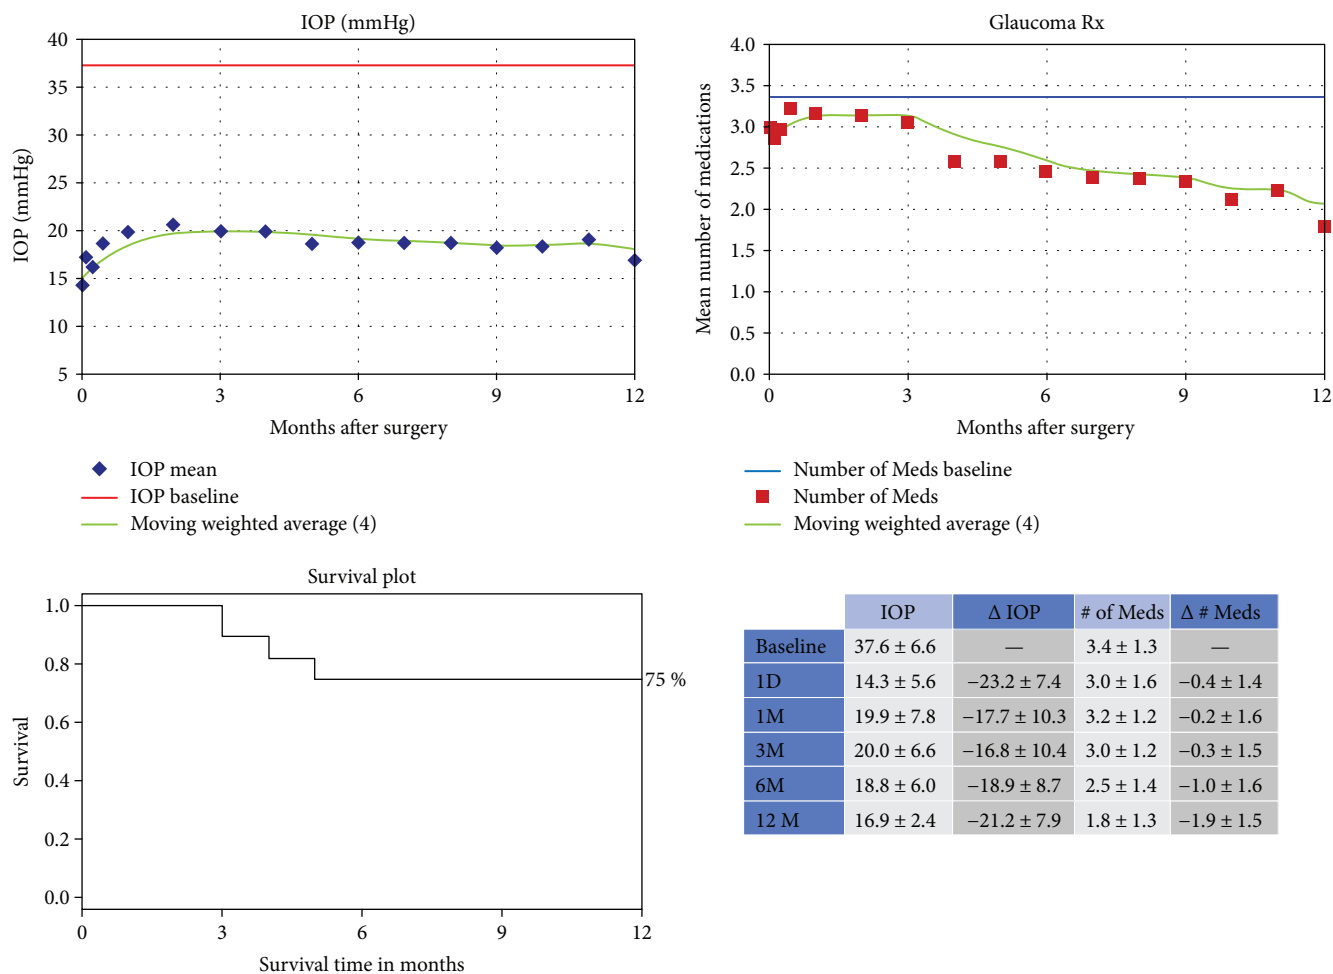 IOP (mmHg)
40
35
30
25
20
15
10
5
IOP (mmHg)
0
3
6
9
12
Months after surgery
IOP mean
IOP baseline
Moving weighted average (4)
Glaucoma Rx
4.0
3.5
3.0
2.5
2.0
1.5
1.0
0.5
0.0
Mean number of medications
0
3
6
9
12
Months after surgery
Number of Meds baseline
Number of Meds
Moving weighted average (4)
Survival plot
1.0
0.8
0.6
0.4
0.2
0.0
Survival
75 %
0
3
6
9
12
Survival time in months
IOP Δ IOP # of Meds Δ # Meds
Baseline 37.6 ± 6.6 — 3.4 ± 1.3 —
1D 14.3 ± 5.6 −23.2 ± 7.4 3.0 ± 1.6 −0.4 ± 1.4
1M 19.9 ± 7.8 −17.7 ± 10.3 3.2 ± 1.2 −0.2 ± 1.6
3M 20.0 ± 6.6 −16.8 ± 10.4 3.0 ± 1.2 −0.3 ± 1.5
6M 18.8 ± 6.0 −18.9 ± 8.7 2.5 ± 1.4 −1.0 ± 1.6
12 M 16.9 ± 2.4 −21.2 ± 7.9 1.8 ± 1.3 −1.9 ± 1.5